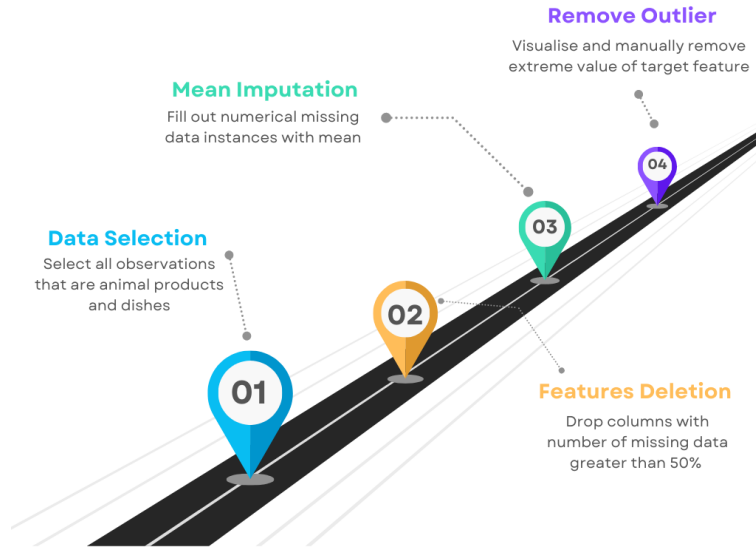 Remove Outlier
Visualise and manually remove
extreme value of target feature
Mean Imputation
Fill out numerical missing
data instances with mean
04
03
Data Selection
Select all observations
that are animal products
and dishes
02
01
Features Deletion
Drop columns with
number of missing data
greater than 50%